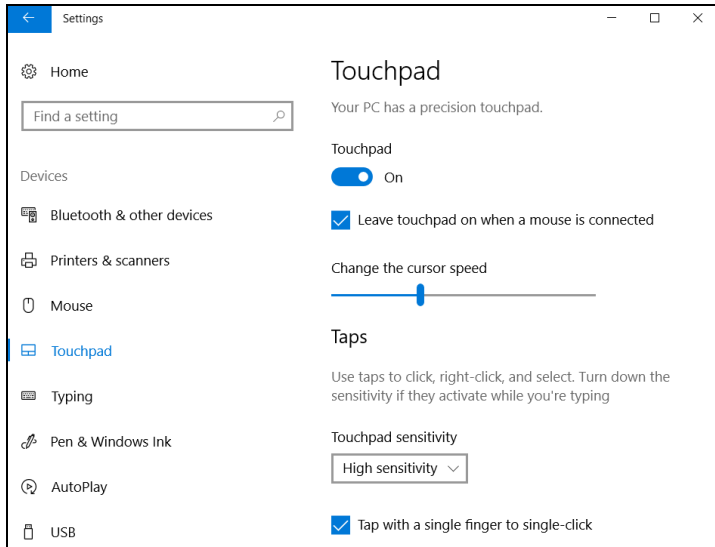 Settings
Home
Find a setting
Devices
Bluetooth & other devices
Printers & scanners
Mouse
Touchpad
Typing
Pen & Windows Ink
AutoPlay
USB
Touchpad
Your PC has a precision touchpad.
Touchpad
On
Leave touchpad on when a mouse is connected
Change the cursor speed
Taps
Use taps to click, right-click, and select. Turn down the
sensitivity if they activate while you're typing
Touchpad sensitivity
High sensitivity
Tap with a single finger to single-click